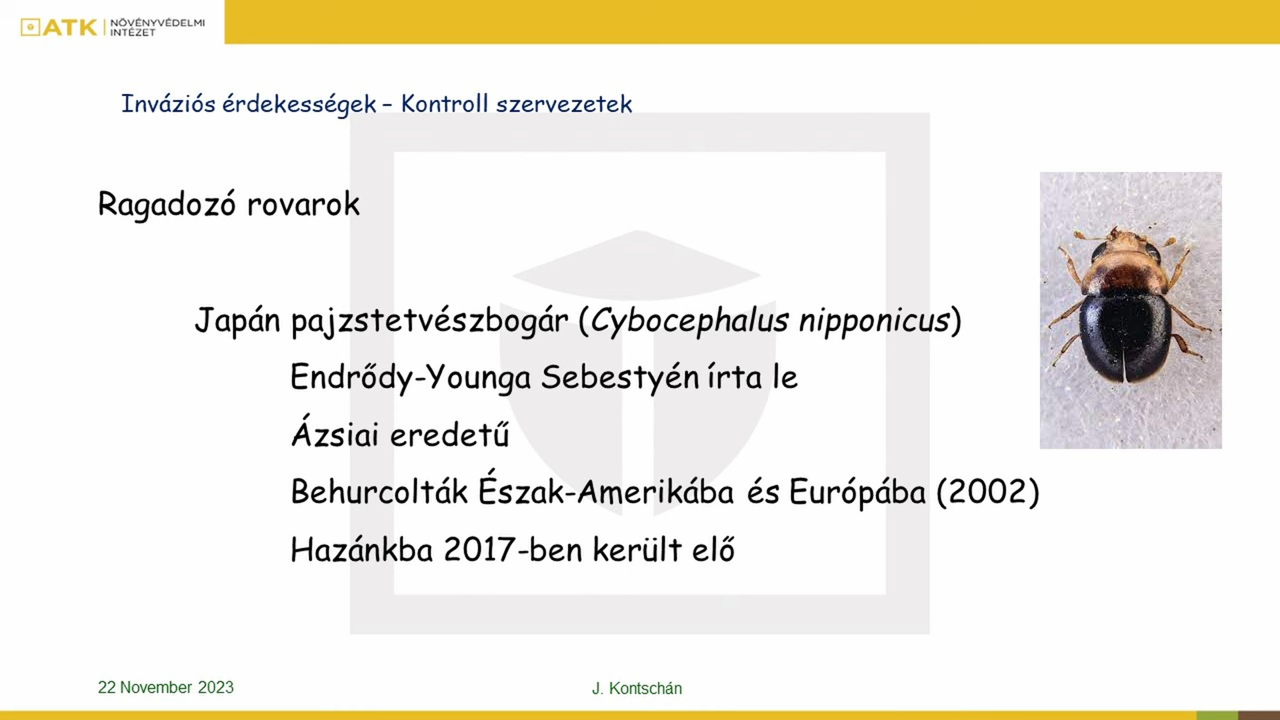 ATK NÖVÉNYVÉDELMI INTÉZET
Inváziós érdekességek – Kontroll szervezetek
Ragadozó rovarok
Japán pajzstetvészbogár (Cybocephalus nipponicus)
Endrődy-Younga Sebestyén írta le
Ázsiai eredetű
Behurcolták Észak-Amerikába és Európába (2002)
Hazánkba 2017-ben került elő
22 November 2023
J. Kontschán